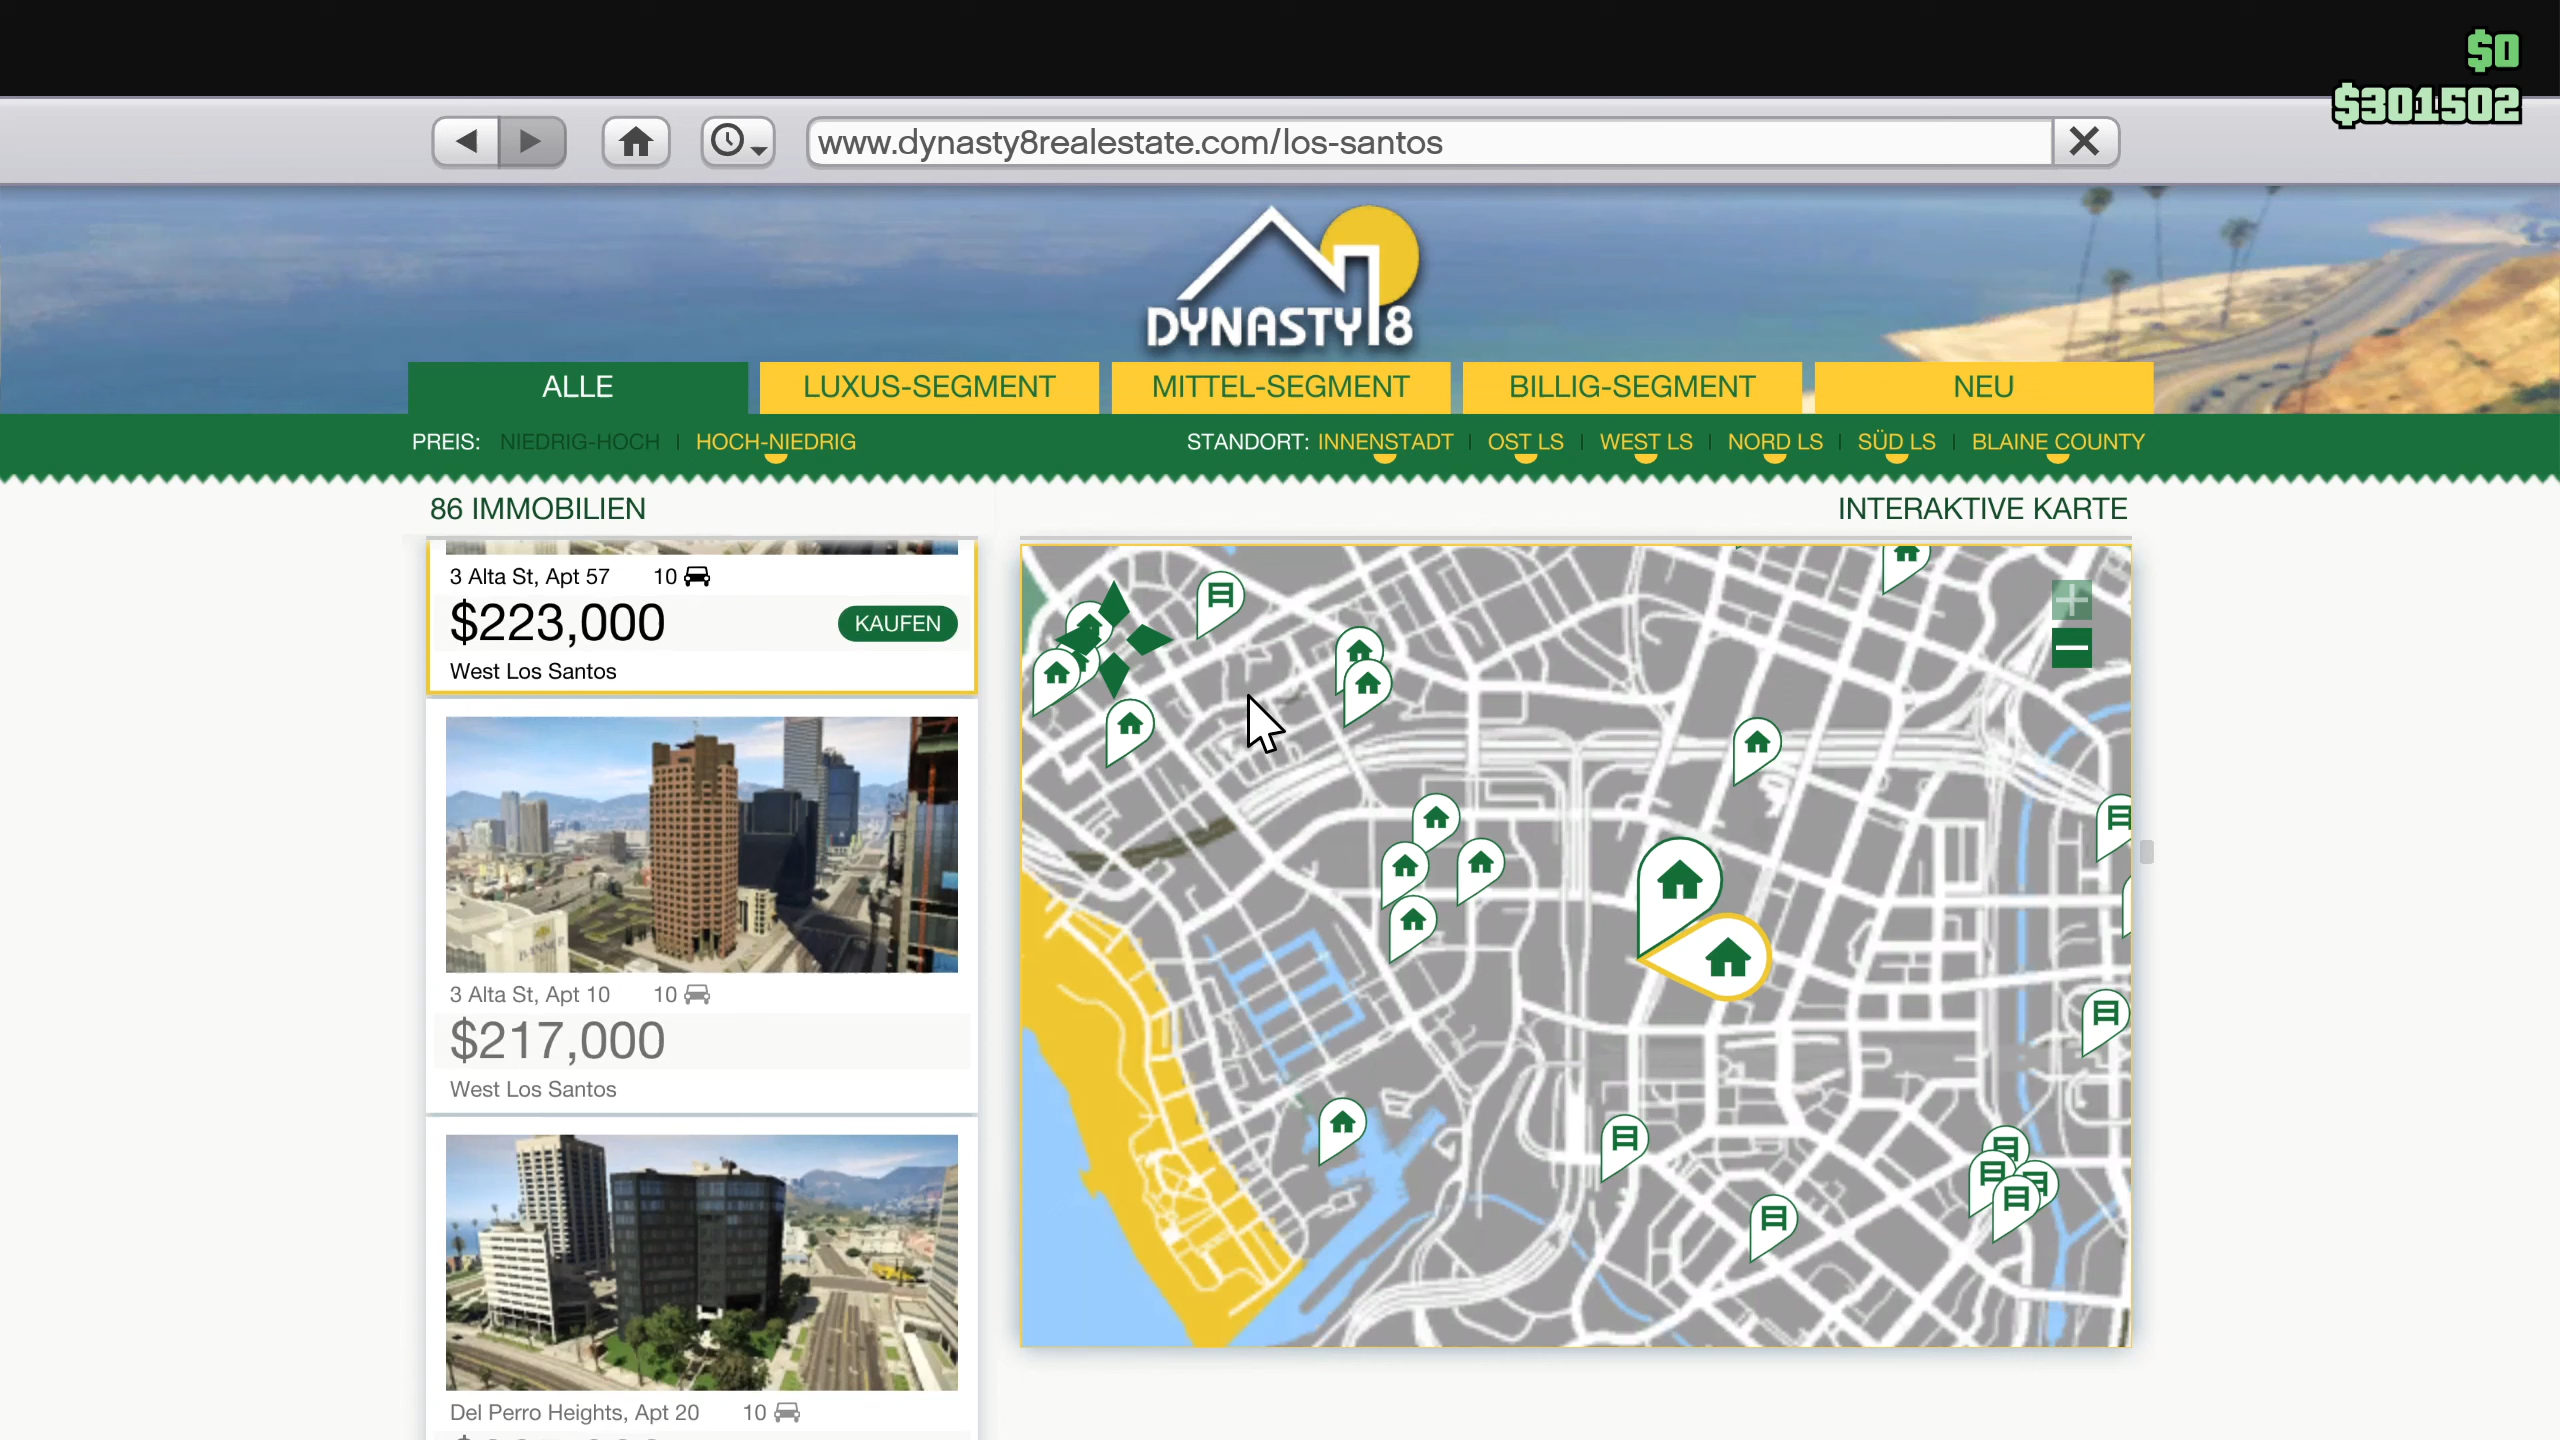 $0
$301502
www.dynasty8realestate.com/los-santos
DYNASTY 8
ALLE
LUXUS-SEGMENT
MITTEL-SEGMENT
BILLIG-SEGMENT
NEU
PREIS: NIEDRIG-HOCH | HOCH-NIEDRIG
STANDORT: INNENSTADT | OST LS | WEST LS | NORD LS | SÜD LS | BLAINE COUNTY
86 IMMOBILIEN
INTERAKTIVE KARTE
3 Alta St, Apt 57 10
$223,000
KAUFEN
West Los Santos
3 Alta St, Apt 10 10
$217,000
West Los Santos
Del Perro Heights, Apt 20 10